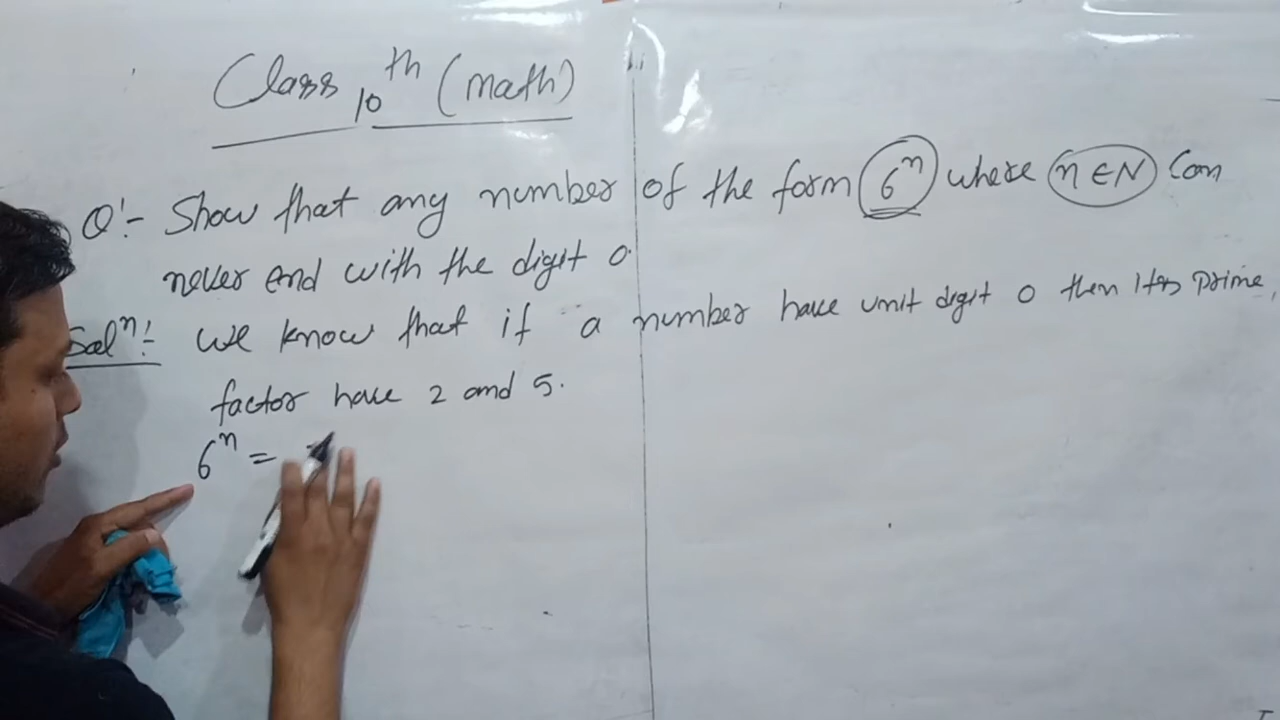 Class 10th (math)
Q:- Show that any number of the form 6ⁿ where n∈N can
never end with the digit 0.
Solⁿ:- we know that if a number have unit digit 0 then its prime
factor have 2 and 5.
6ⁿ =